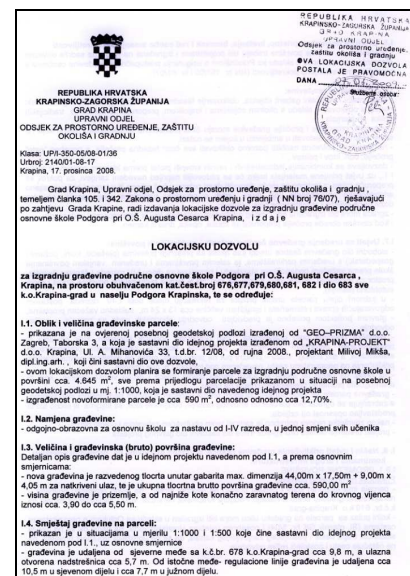 REPUBLIKA HRVATSKA
KRAPINSKO-ZAGORSKA ŽUPANIJA
GRAD KRAPINA
UPRAVNI ODJEL
Odsjek za prostorno uređenje,
zaštitu okoliša i gradnju
OVA LOKACIJSKA DOZVOLA
POSTALA JE PRAVOMOĆNA
DANA
Službena osoba:
REPUBLIKA HRVATSKA
KRAPINSKO-ZAGORSKA ŽUPANIJA
GRAD KRAPINA
UPRAVNI ODJEL
ODSJEK ZA PROSTORNO UREĐENJE, ZAŠTITU
OKOLIŠA I GRADNJU
Klasa: UP/I-350-05/08-01/36
Urbroj: 2140/01-08-17
Krapina, 17. prosinca 2008.
Grad Krapina, Upravni odjel, Odsjek za prostorno uređenje, zaštitu okoliša i gradnju ,
temeljem članka 105. i 342. Zakona o prostornom uređenju i gradnji ( NN broj 76/07), rješavajući
po zahtjevu Grada Krapine, radi izdavanja lokacijske dozvole za izgradnju građevine područne
osnovne škole Podgora pri O.Š. Augusta Cesarca Krapina, i z d a j e
LOKACIJSKU DOZVOLU
za izgradnju građevine područne osnovne škole Podgora pri O.Š. Augusta Cesarca ,
Krapina, na prostoru obuhvaćenom kat.čest.broj 676,677,679,680,681, 682 i dio 683 sve
k.o.Krapina-grad u naselju Podgora Krapinska, te se određuje:
I.1. Oblik i veličina građevinske parcele:
- prikazana je na ovjerenoj posebnoj geodetskoj podlozi izrađenoj od "GEO–PRIZMA" d.o.o.
Zagreb, Taborska 3, a koja je sastavni dio idejnog projekta izrađenom od „KRAPINA-PROJEKT"
d.o.o. Krapina, Ul. A. Mihanovića 33, t.d.br. 12/08, od rujna 2008., projektant Milivoj Mikša,
dipl.ing.arh. , koji čini sastavni dio ove dozvole,
- ovom lokacijskom dozvolom planira se formiranje parcele za izgradnju područne osnovne škole u
površini cca. 4.645 m², sve prema prijedlogu parcelacije prikazanom u situaciji na posebnoj
geodetskoj podlozi u mj. 1:1000, koja je sastavni dio navedenog idejnog projekta
- izgrađenost novoformirane parcele je cca 590 m², odnosno odnosno cca 12,70%.
I.2. Namjena građevine:
- odgojno-obrazovna za osnovnu školu za nastavu od I-IV razreda, u jednoj smjeni svih učenika
I.3. Veličina i građevinska (bruto) površina građevine:
Detaljan opis građevine dat je u idejnom projektu navedenom pod I.1, a prema osnovnim
smjernicama:
- nova građevina je razvedenog tlocrta unutar gabarita max. dimenzija 44,00m x 17,50m + 9,00m x
4,05 m za natkriveni ulaz, te je ukupna tlocrtna brutto površina građevine cca. 590,00 m²
- visina građevine je prizemlje, a od najniže kote konačno zaravnatog terena do krovnog vijenca
iznosi cca. 3,90 do cca 5,50 m.
I.4. Smještaj građevine na parceli:
- prikazan je u situacijama u mjerilu 1:1000 i 1:500 koje čine sastavni dio idejnog projekta
navedenom pod I.1., uz osnovne smjernice
- građevina je udaljena od sjeverne međe sa k.č.br. 678 k.o.Krapina-grad cca 9,8 m, a ulazna
otvorena nadstrešnica cca 5,7 m. Od istočne međe- regulacione linije građevina je udaljena cca
10,5 m u sjevernom dijelu i cca 7,7 m u južnom dijelu.